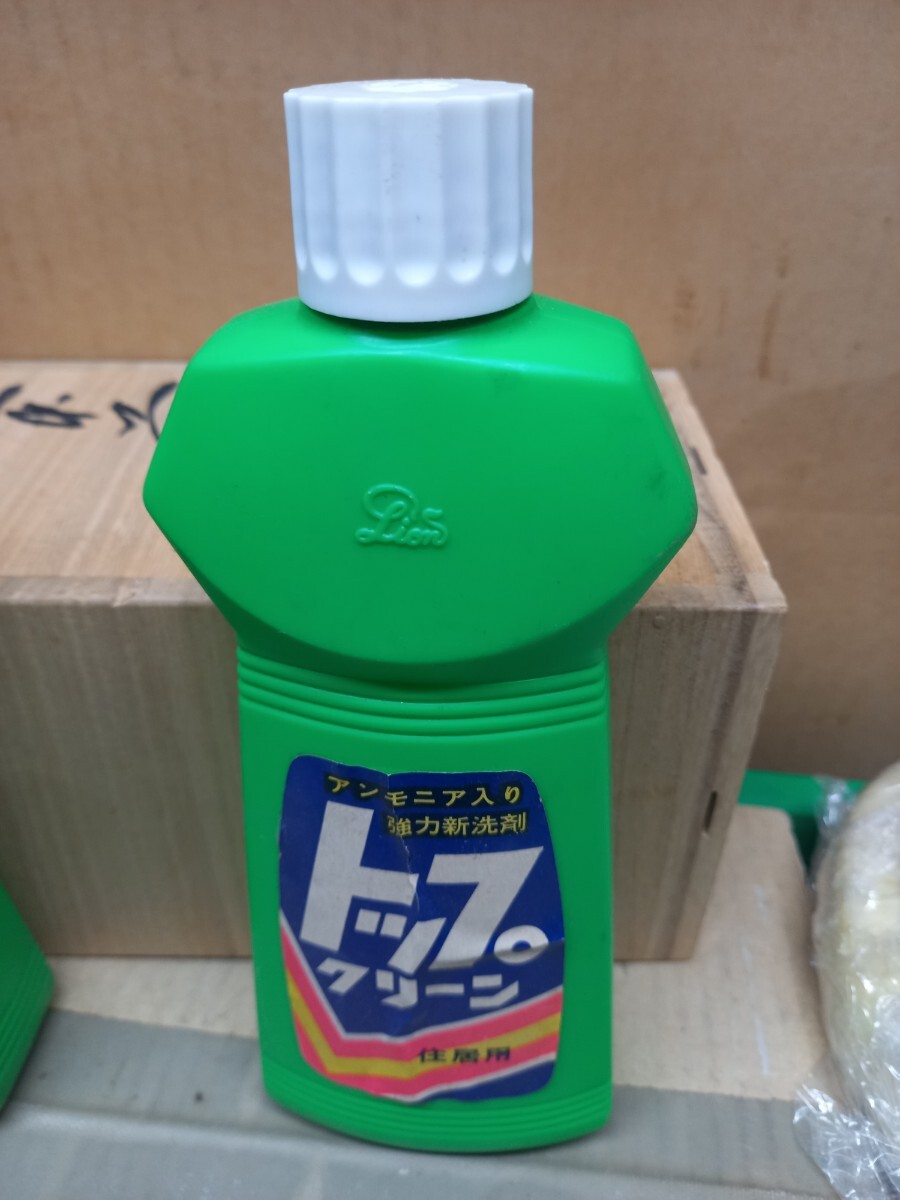 Lion
アンモニア入り
強力新洗剤
トップ
クリーン
住居用